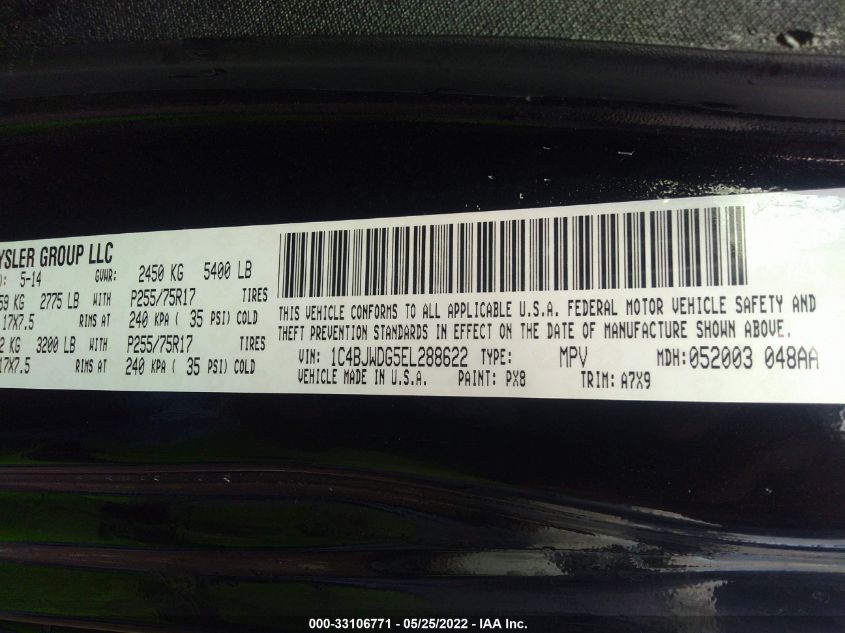 YSLER GROUP LLC
): 5-14 GVWR: 2450 KG 5400 LB
59 KG 2775 LB WITH P255/75R17 TIRES
17X7.5 RIMS AT 240 KPA ( 35 PSI) COLD
2 KG 3200 LB WITH P255/75R17 TIRES
17X7.5 RIMS AT 240 KPA ( 35 PSI) COLD
THIS VEHICLE CONFORMS TO ALL APPLICABLE U.S.A. FEDERAL MOTOR VEHICLE SAFETY AND
THEFT PREVENTION STANDARDS IN EFFECT ON THE DATE OF MANUFACTURE SHOWN ABOVE.
VIN: 1C4BJWDG5EL288622 TYPE: MPV MDH: 052003 048AA
VEHICLE MADE IN U.S.A. PAINT: PX8 TRIM: A7X9
000-33106771 - 05/25/2022 - IAA Inc.